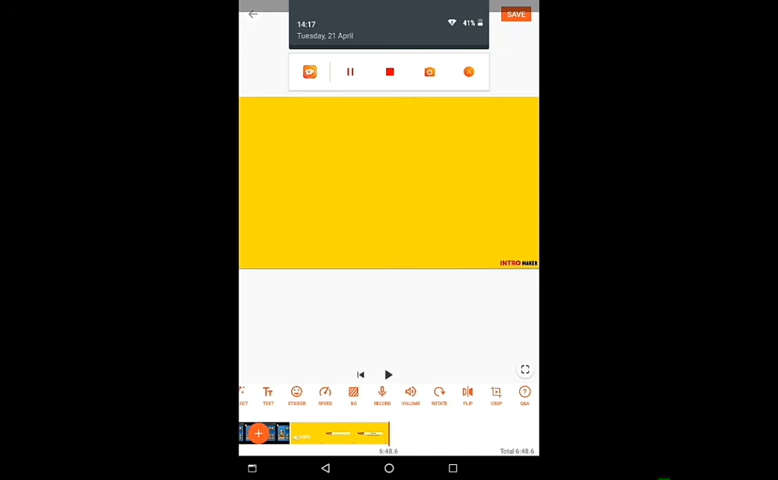 14:17
41%
SAVE
Tuesday, 21 April
INTRO MAKER
TEXT
STICKER
SPEED
BG
RECORD
VOLUME
ROTATE
FLIP
CROP
Q&A
6:48.6
Total 6:48.6